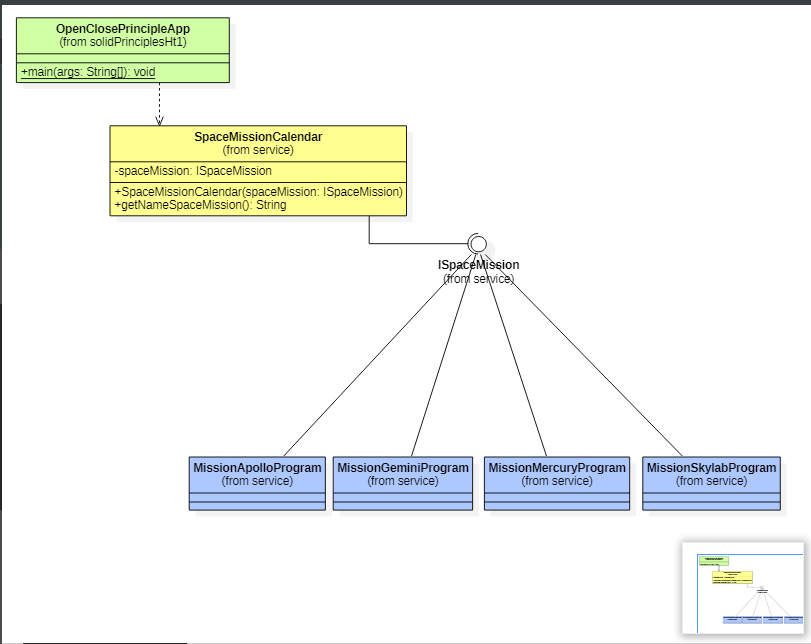 OpenClosePrincipleApp
(from solidPrinciplesHt1)
+main(args: String[]): void
SpaceMissionCalendar
(from service)
-spaceMission: ISpaceMission
+SpaceMissionCalendar(spaceMission: ISpaceMission)
+getNameSpaceMission(): String
ISpaceMission
(from service)
MissionApolloProgram
(from service)
MissionGeminiProgram
(from service)
MissionMercuryProgram
(from service)
MissionSkylabProgram
(from service)